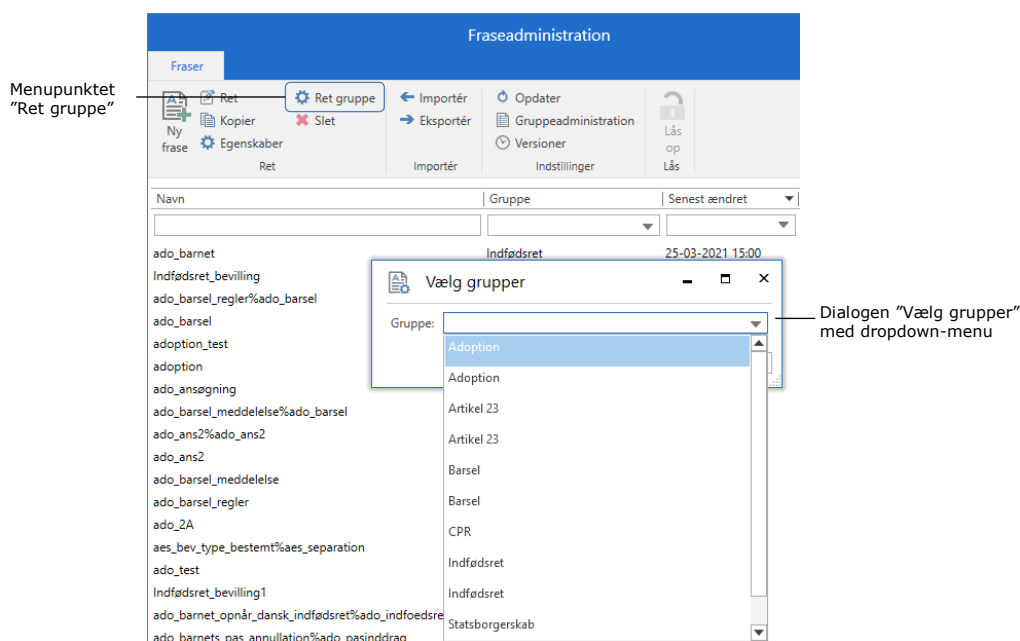 Fraseadministration
Fraser
Menupunktet
"Ret gruppe"
Ny
frase
Ret
Kopier
Egenskaber
Ret gruppe
Slet
Ret
Importér
Eksportér
Importér
Opdater
Gruppeadministration
Versioner
Indstillinger
Lås
op
Lås
Navn Gruppe Senest ændret
ado_barnet Indfødsret 25-03-2021 15:00
Indfødsret_bevilling
ado_barsel_regler%ado_barsel
ado_barsel
adoption_test
adoption
ado_ansøgning
ado_barsel_meddelelse%ado_barsel
ado_ans2%ado_ans2
ado_ans2
ado_barsel_meddelelse
ado_barsel_regler
ado_2A
aes_bev_type_bestemt%aes_separation
ado_test
Indfødsret_bevilling1
ado_barnet_opnår_dansk_indfødsret%ado_indfoedsre
ado_barnets_pas_annullation%ado_pasinddrag
Vælg grupper
Gruppe:
Adoption
Adoption
Artikel 23
Artikel 23
Barsel
Barsel
CPR
Indfødsret
Indfødsret
Statsborgerskab
Dialogen "Vælg grupper"
med dropdown-menu